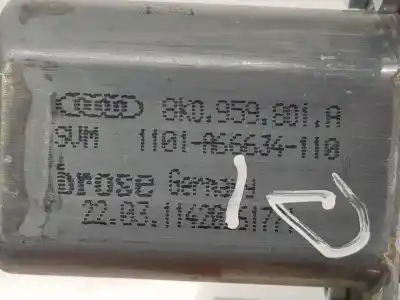 8K0.959.801.A
SVM 1101-A66634-110
brose Germany
22.03.11